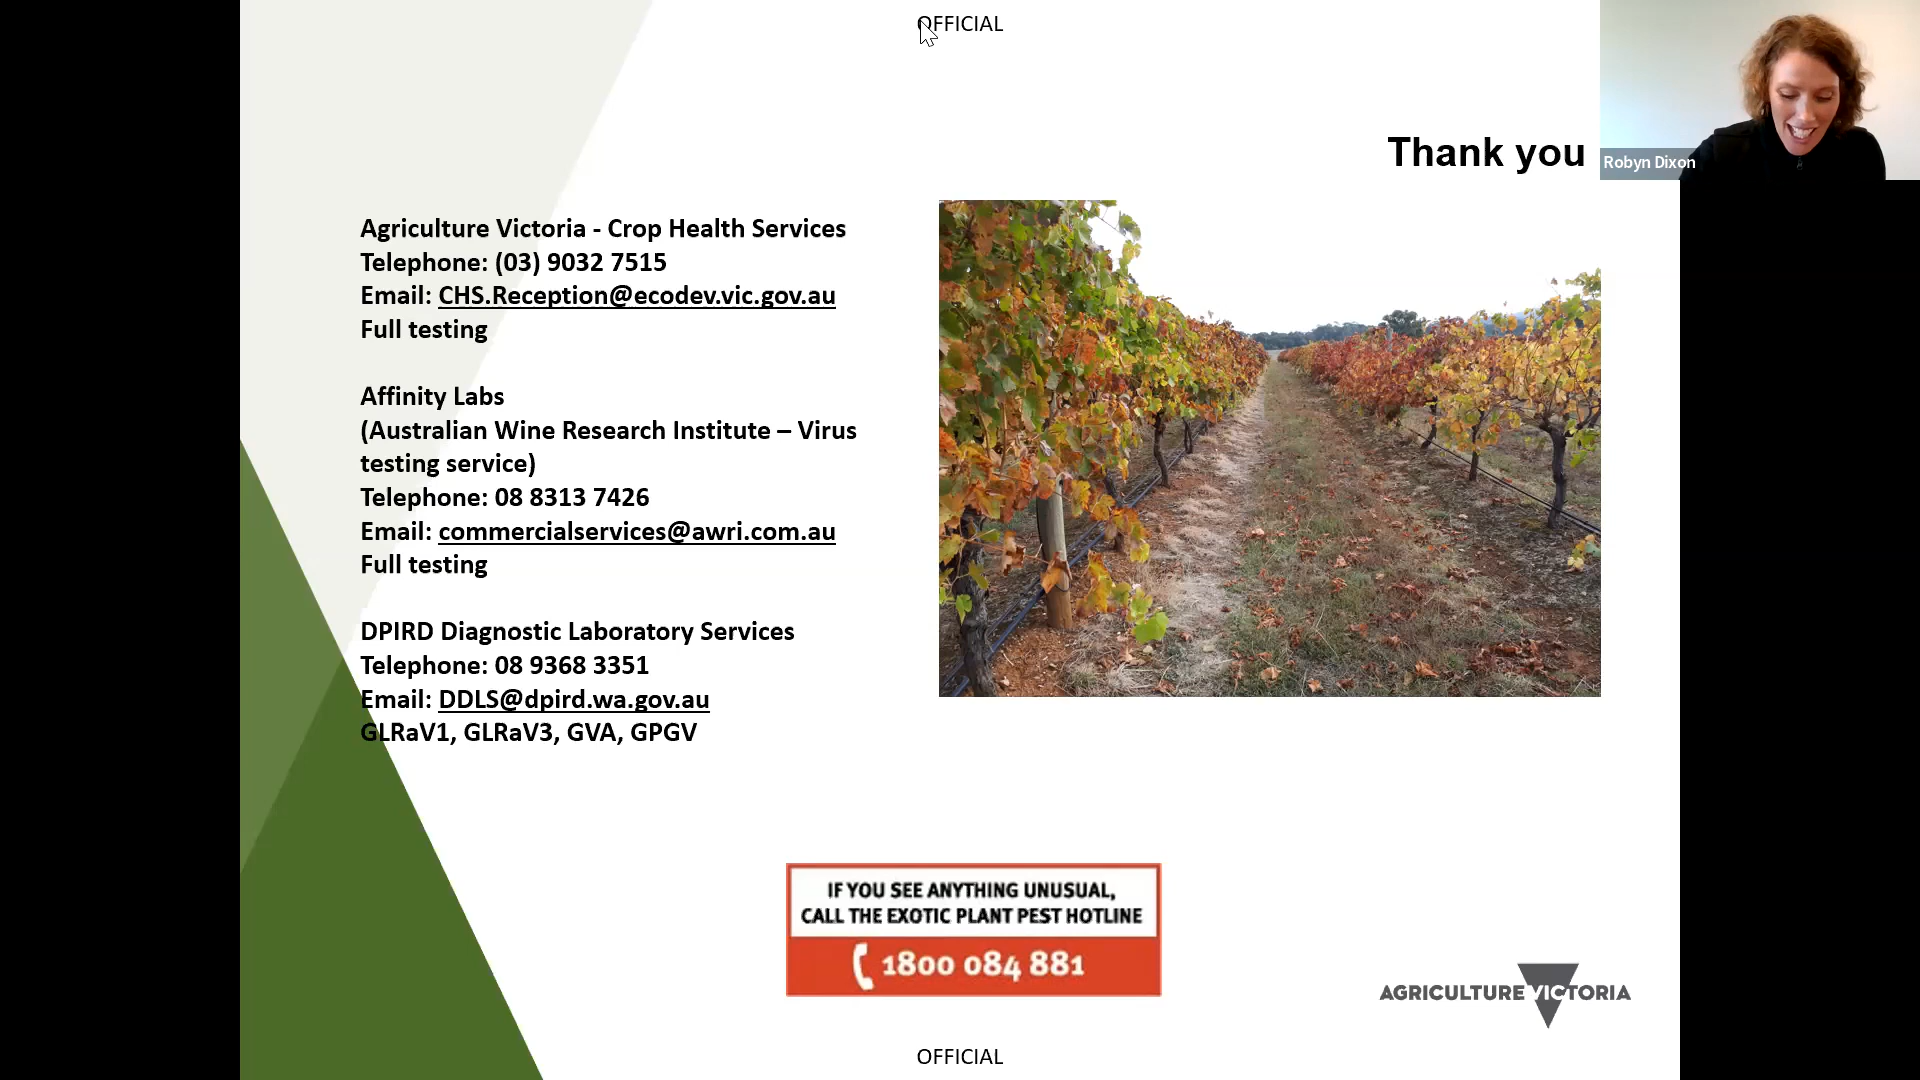 OFFICIAL
Thank you
Robyn Dixon
Agriculture Victoria - Crop Health Services
Telephone: (03) 9032 7515
Email: CHS.Reception@ecodev.vic.gov.au
Full testing
Affinity Labs
(Australian Wine Research Institute – Virus
testing service)
Telephone: 08 8313 7426
Email: commercialservices@awri.com.au
Full testing
DPIRD Diagnostic Laboratory Services
Telephone: 08 9368 3351
Email: DDLS@dpird.wa.gov.au
GLRaV1, GLRaV3, GVA, GPGV
IF YOU SEE ANYTHING UNUSUAL,
CALL THE EXOTIC PLANT PEST HOTLINE
1800 084 881
AGRICULTURE VICTORIA
OFFICIAL